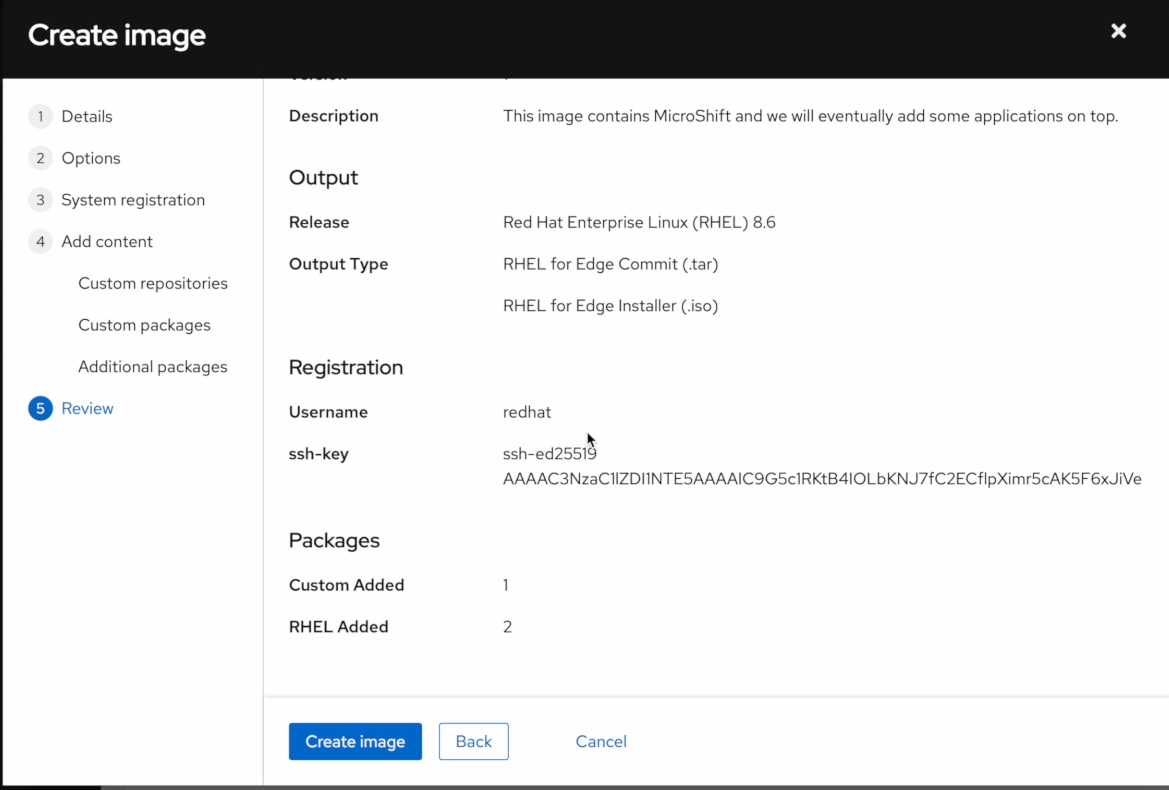 Create image
1 Details
2 Options
3 System registration
4 Add content
Custom repositories
Custom packages
Additional packages
5 Review
Description This image contains MicroShift and we will eventually add some applications on top.
Output
Release Red Hat Enterprise Linux (RHEL) 8.6
Output Type RHEL for Edge Commit (.tar)
RHEL for Edge Installer (.iso)
Registration
Username redhat
ssh-key ssh-ed25519
AAAAC3NzaC1lZDI1NTE5AAAAIC9G5c1RKtB4IOLbKNJ7fC2ECflpXimr5cAK5F6xJiVe
Packages
Custom Added 1
RHEL Added 2
Create image Back Cancel